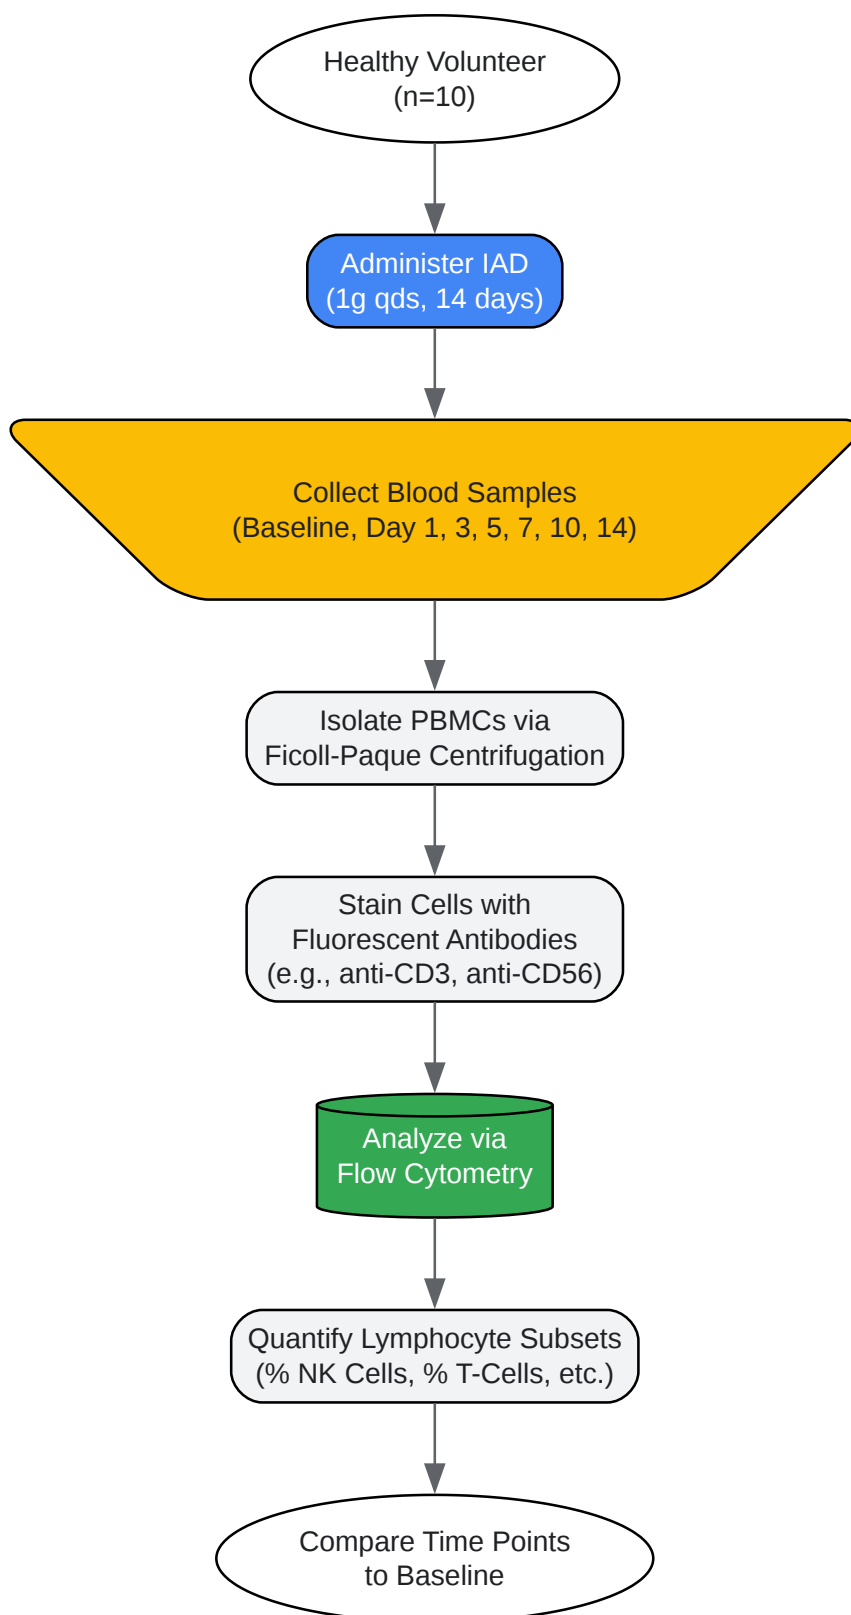 Healthy Volunteer
(n=10)
Administer IAD
(1g qds, 14 days)
Collect Blood Samples
(Baseline, Day 1, 3, 5, 7, 10, 14)
Isolate PBMCs via
Ficoll-Paque Centrifugation
Stain Cells with
Fluorescent Antibodies
(e.g., anti-CD3, anti-CD56)
Analyze via
Flow Cytometry
Quantify Lymphocyte Subsets
(% NK Cells, % T-Cells, etc.)
Compare Time Points
to Baseline